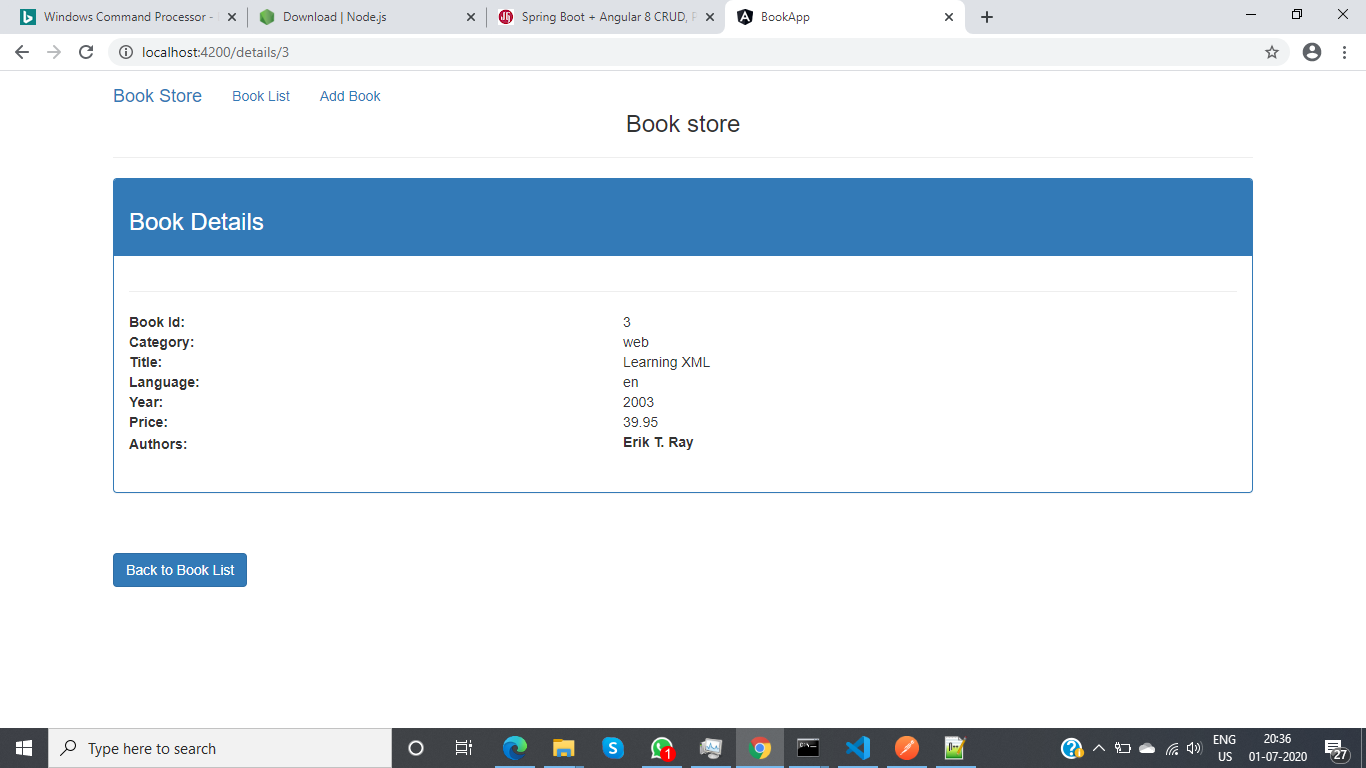 Windows Command Processor -
Download | Node.js
Spring Boot + Angular 8 CRUD,
BookApp
localhost:4200/details/3
Book Store
Book List
Add Book
Book store
Book Details
Book Id: 3
Category: web
Title: Learning XML
Language: en
Year: 2003
Price: 39.95
Authors: Erik T. Ray
Back to Book List
Type here to search
1
ENG
US
20:36
01-07-2020
27